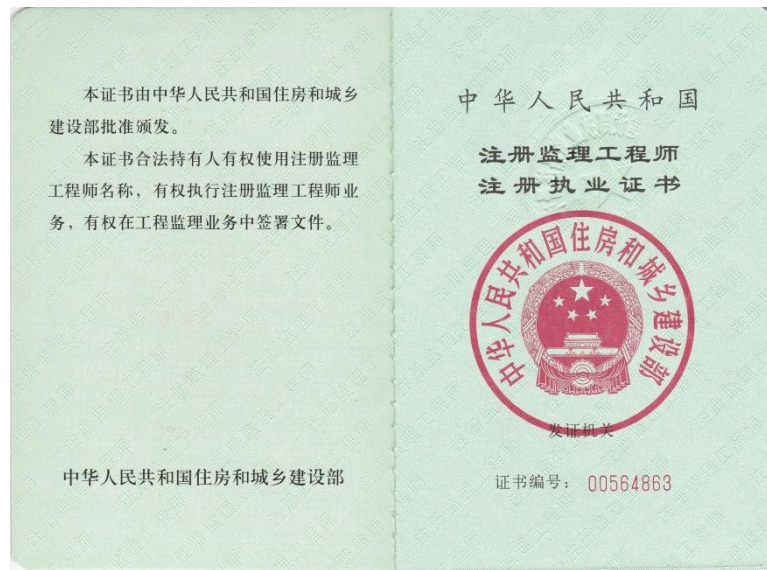 本证书由中华人民共和国住房和城乡
建设部批准颁发。
本证书合法持有人有权使用注册监理
工程师名称，有权执行注册监理工程师业
务，有权在工程监理业务中签署文件。
中华人民共和国住房和城乡建设部
中华人民共和国
注册监理工程师
注册执业证书
中华人民共和国住房和城乡建设部
发证机关
证书编号：00564863